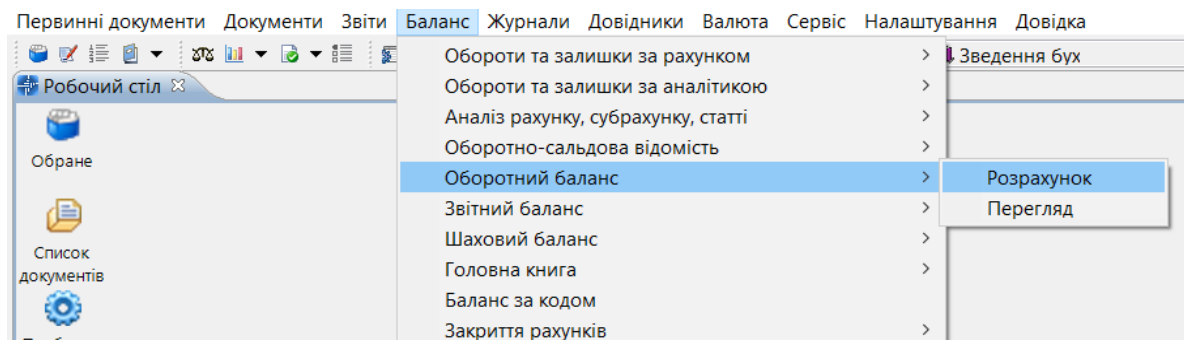 Первинні документи Документи Звіти Баланс Журнали Довідники Валюта Сервіс Налаштування Довідка
Зведення бух
Робочий стіл
Обране
Список
документів
Обороти та залишки за рахунком
Обороти та залишки за аналітикою
Аналіз рахунку, субрахунку, статті
Оборотно-сальдова відомість
Оборотний баланс
Розрахунок
Перегляд
Звітний баланс
Шаховий баланс
Головна книга
Баланс за кодом
Закриття рахунків